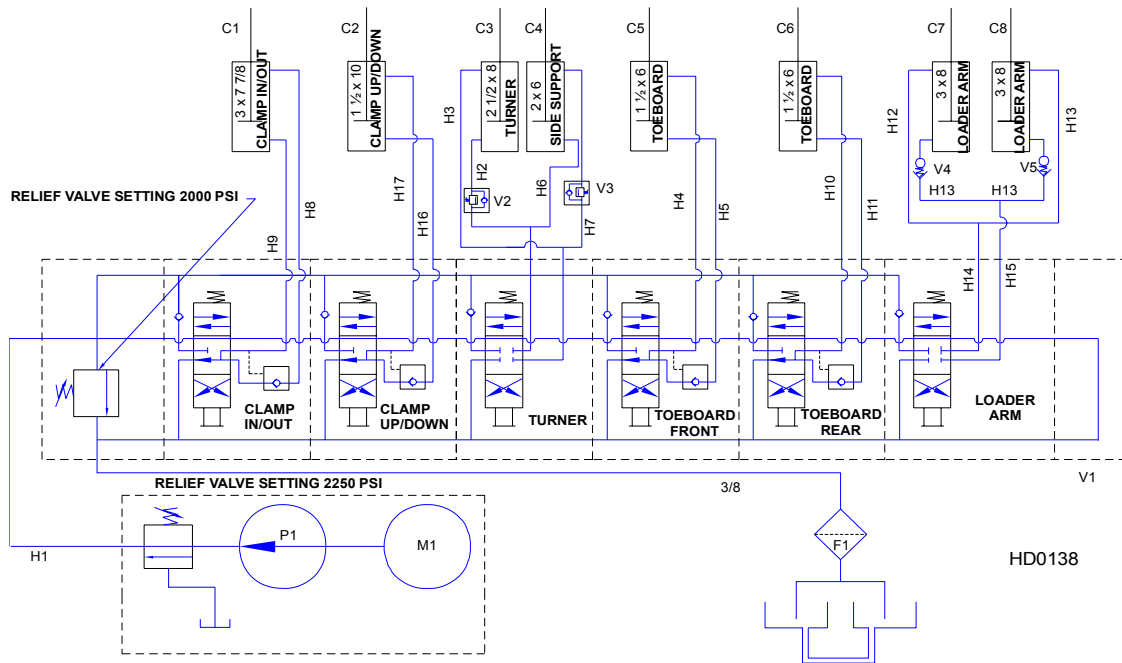 C1
C2
C3
C4
C5
C6
C7
C8
3 x 7 7/8
CLAMP IN/OUT
1 ½ x 10
CLAMP UP/DOWN
2 1/2 x 8
TURNER
2 x 6
SIDE SUPPORT
1 ½ x 6
TOEBOARD
1 ½ x 6
TOEBOARD
3 x 8
LOADER ARM
3 x 8
LOADER ARM
H3
H12
H13
H2
H6
V4
V5
H17
H4
H10
H13
H13
RELIEF VALVE SETTING 2000 PSI
V2
V3
H8
H16
H7
H5
H11
H9
H14
H15
CLAMP
IN/OUT
CLAMP
UP/DOWN
TURNER
TOEBOARD
FRONT
TOEBOARD
REAR
LOADER
ARM
V1
RELIEF VALVE SETTING 2250 PSI
3/8
P1
M1
F1
H1
HD0138